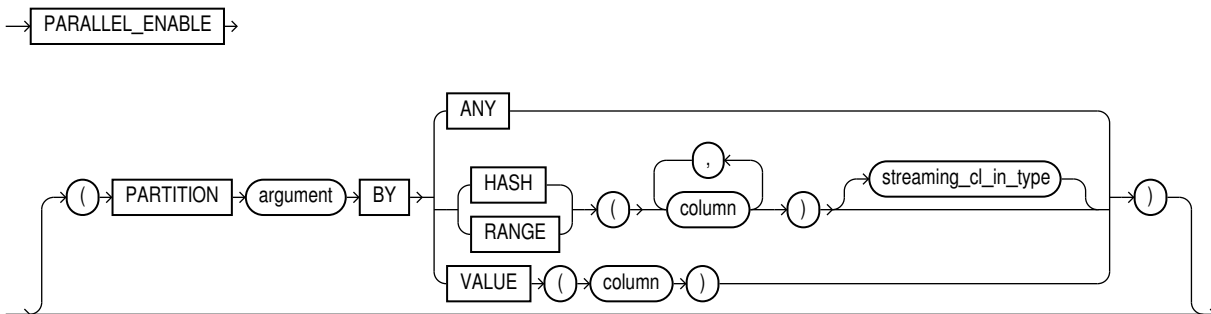 PARALLEL_ENABLE
ANY
,
HASH
streaming_cl_in_type
( PARTITION argument BY ( column ) )
RANGE
VALUE ( column )